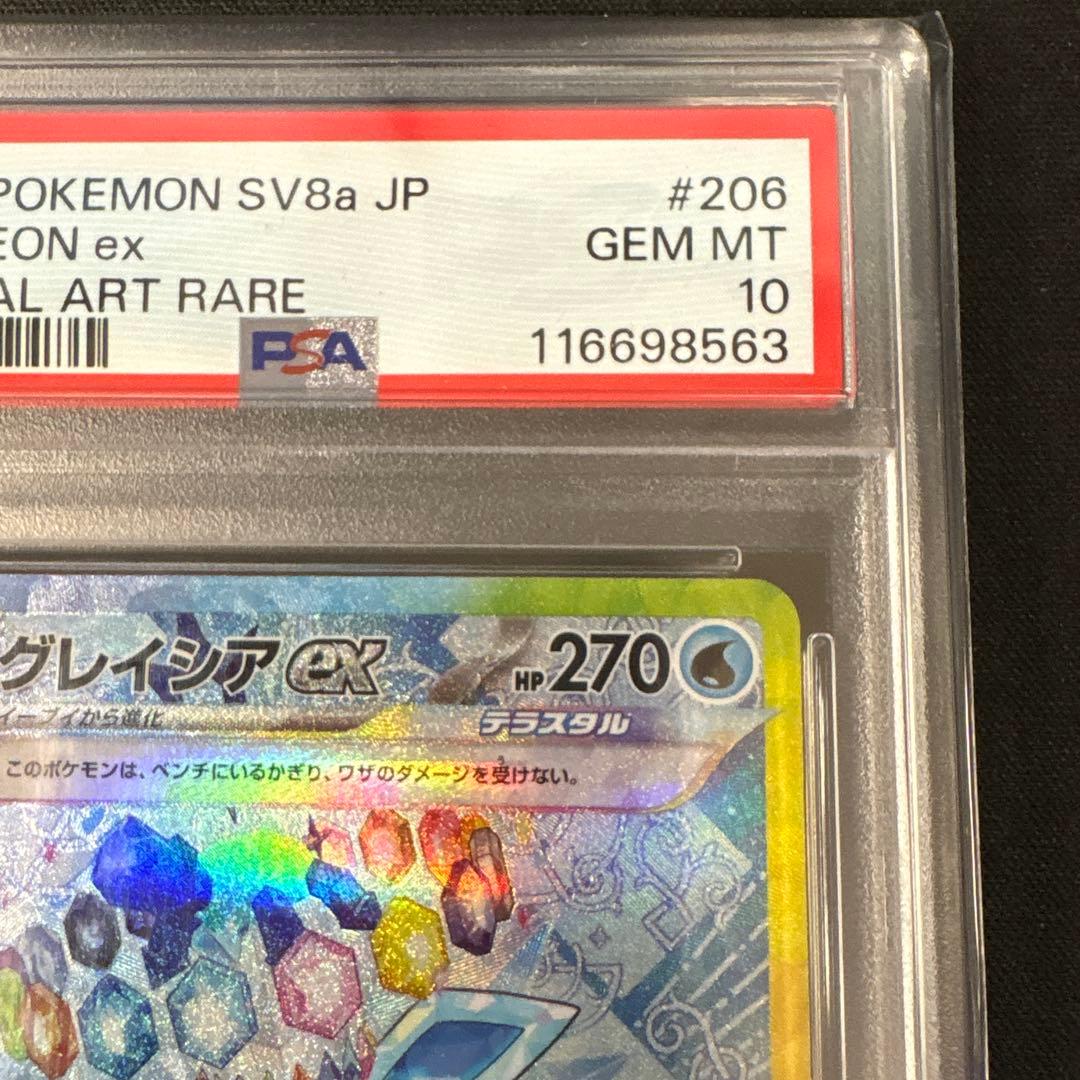 POKEMON SV8a JP #206
EON ex GEM MT
AL ART RARE 10
PSA 116698563
グレイシアex HP270
イーブイから進化 テラスタル
このポケモンは、ベンチにいるかぎり、ワザのダメージを受けない。